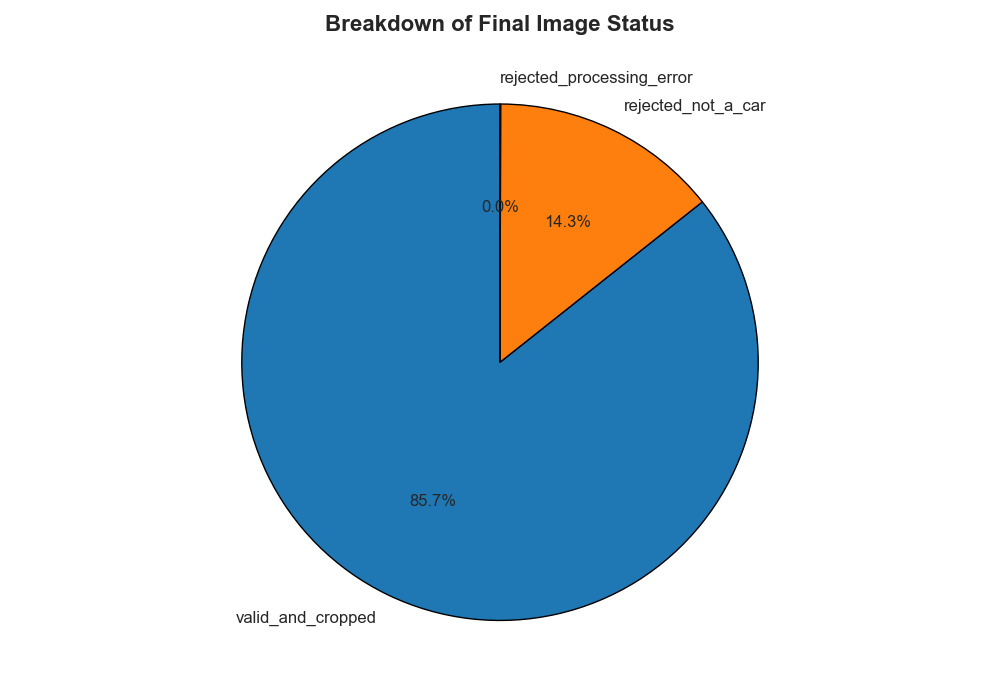 Breakdown of Final Image Status
rejected_processing_error
rejected_not_a_car
0.0%
14.3%
85.7%
valid_and_cropped